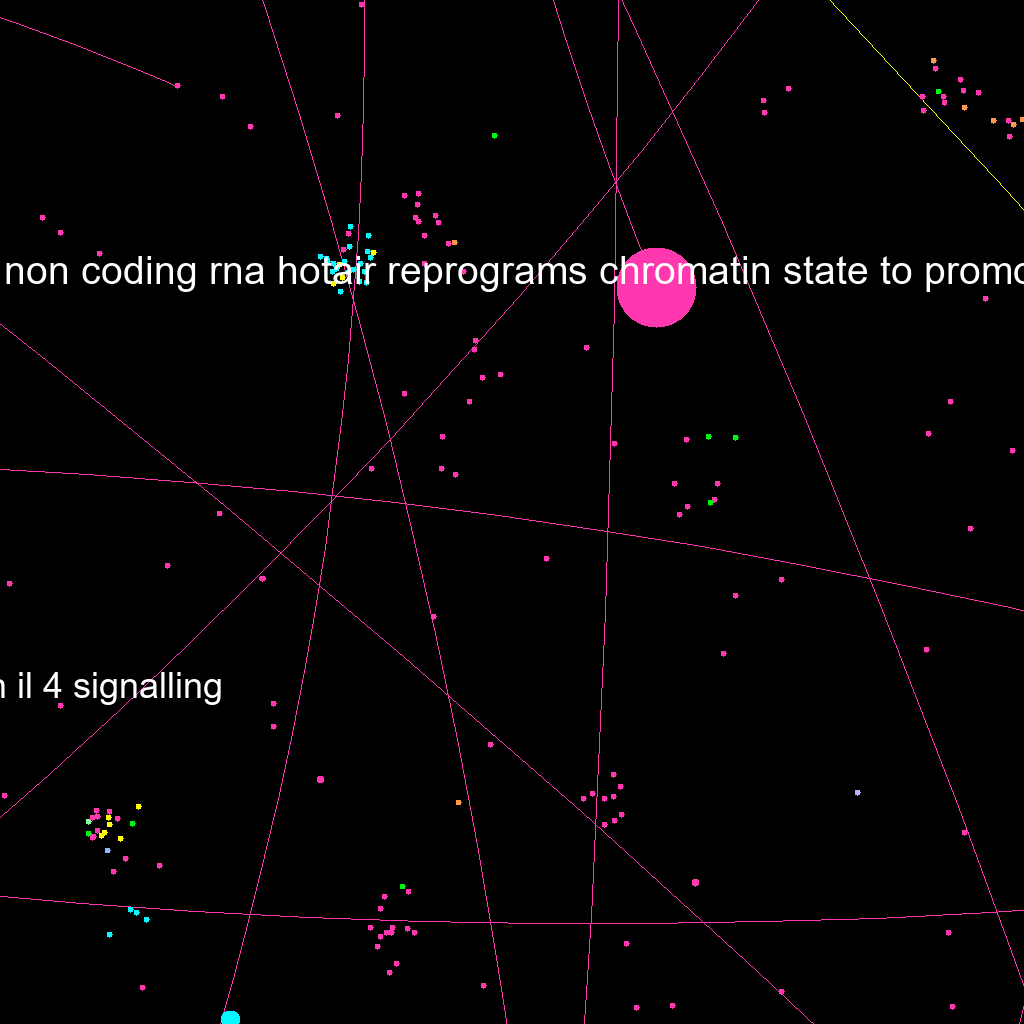 non coding rna hotair reprograms chromatin state to promo
n il 4 signalling